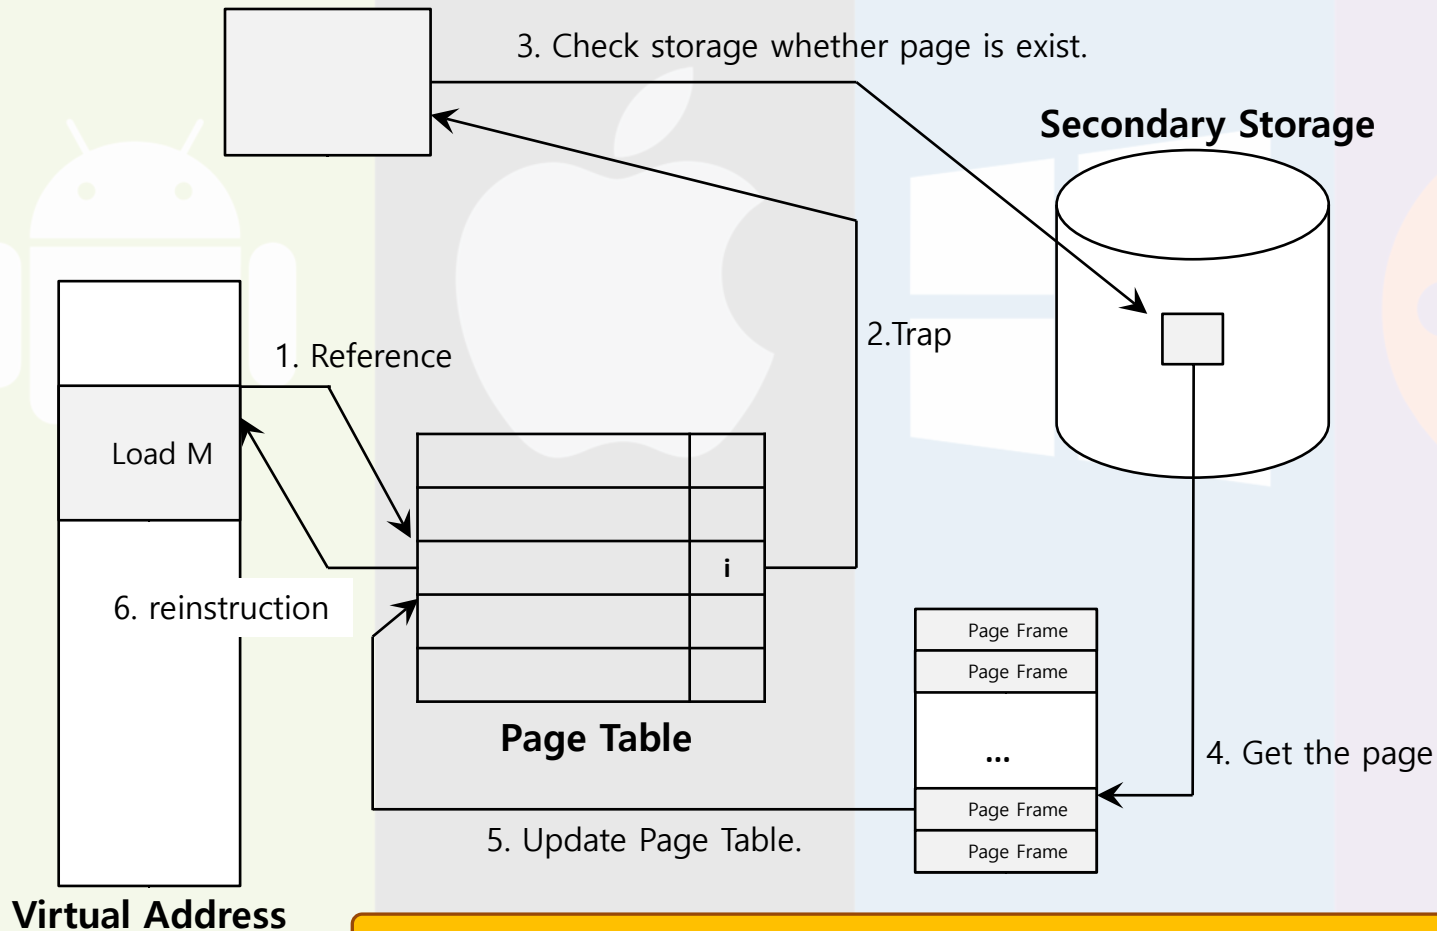 3. Check storage whether page is exist.
Secondary Storage
2.Trap
1. Reference
Load M
i
6. reinstruction
Page Frame
Page Frame
Page Table
...
4. Get the page
Page Frame
5. Update Page Table.
Page Frame
Virtual Address